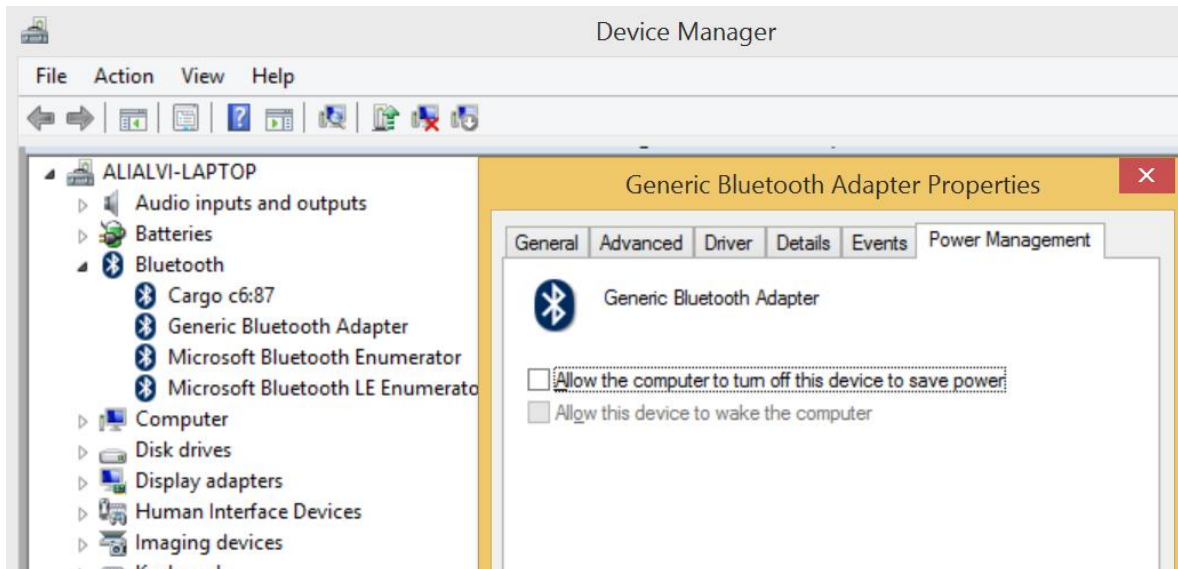 Device Manager
File Action View Help
ALIALVI-LAPTOP
Audio inputs and outputs
Batteries
Bluetooth
Cargo c6:87
Generic Bluetooth Adapter
Microsoft Bluetooth Enumerator
Microsoft Bluetooth LE Enumerato
Computer
Disk drives
Display adapters
Human Interface Devices
Imaging devices
Generic Bluetooth Adapter Properties
General Advanced Driver Details Events Power Management
Generic Bluetooth Adapter
Allow the computer to turn off this device to save power
Allow this device to wake the computer